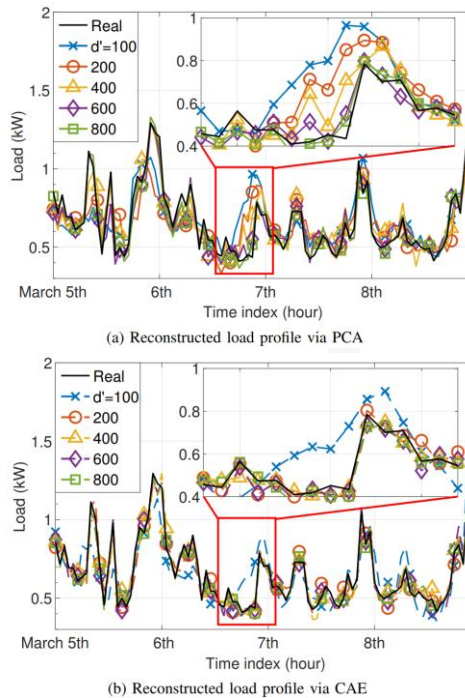 2
1.5
1
0.5
Load (kW)
Real
d'=100
200
400
600
800
1
0.8
0.6
0.4
March 5th
6th
7th
8th
Time index (hour)
(a) Reconstructed load profile via PCA
2
1.5
1
0.5
Load (kW)
Real
d'=100
200
400
600
800
1
0.8
0.6
0.4
March 5th
6th
7th
8th
Time index (hour)
(b) Reconstructed load profile via CAE